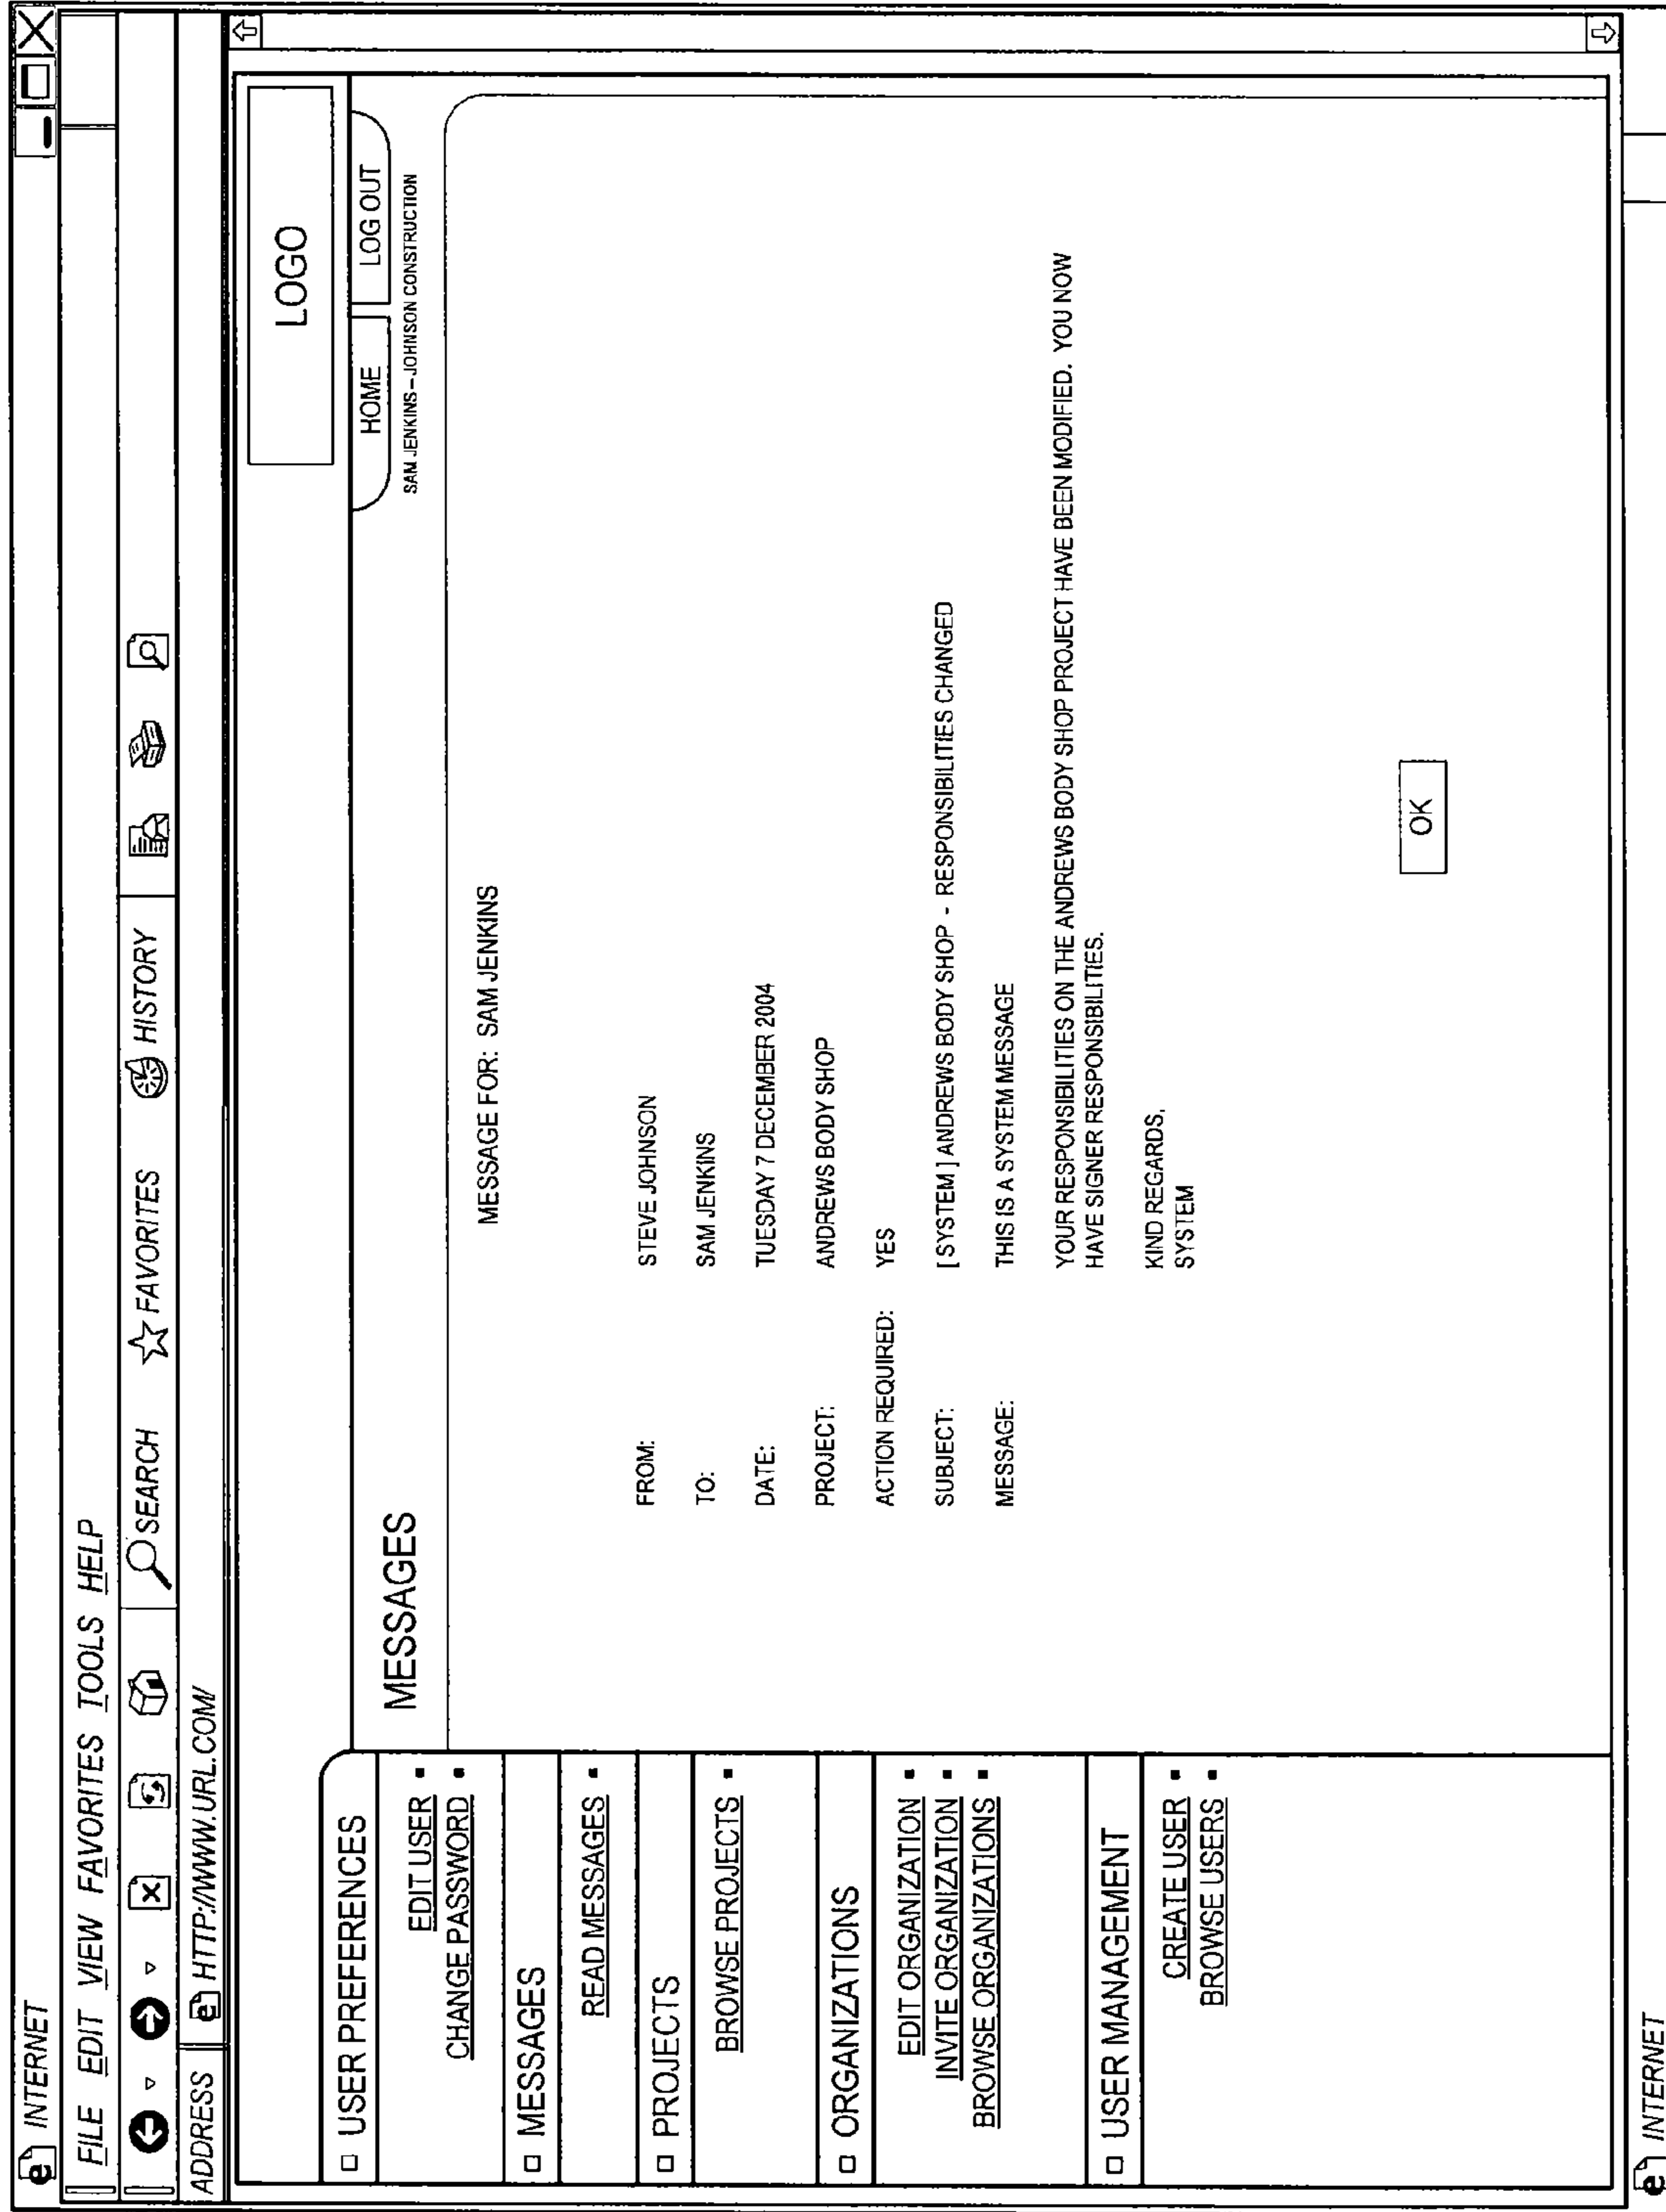 INTERNET
FILE EDIT VIEW FAVORITES TOOLS HELP
SEARCH FAVORITES HISTORY
ADDRESS HTTP://WWW.URL.COM/
LOGO
HOME LOG OUT
SAM JENKINS – JOHNSON CONSTRUCTION
USER PREFERENCES
EDIT USER
CHANGE PASSWORD
MESSAGES
READ MESSAGES
PROJECTS
BROWSE PROJECTS
ORGANIZATIONS
EDIT ORGANIZATION
INVITE ORGANIZATION
BROWSE ORGANIZATIONS
USER MANAGEMENT
CREATE USER
BROWSE USERS
MESSAGES
MESSAGE FOR: SAM JENKINS
FROM: STEVE JOHNSON
TO: SAM JENKINS
DATE: TUESDAY 7 DECEMBER 2004
PROJECT: ANDREWS BODY SHOP
ACTION REQUIRED: YES
SUBJECT: [ SYSTEM ] ANDREWS BODY SHOP - RESPONSIBILITIES CHANGED
MESSAGE: THIS IS A SYSTEM MESSAGE
YOUR RESPONSIBILITIES ON THE ANDREWS BODY SHOP PROJECT HAVE BEEN MODIFIED. YOU NOW
HAVE SIGNER RESPONSIBILITIES.
KIND REGARDS,
SYSTEM
OK
INTERNET